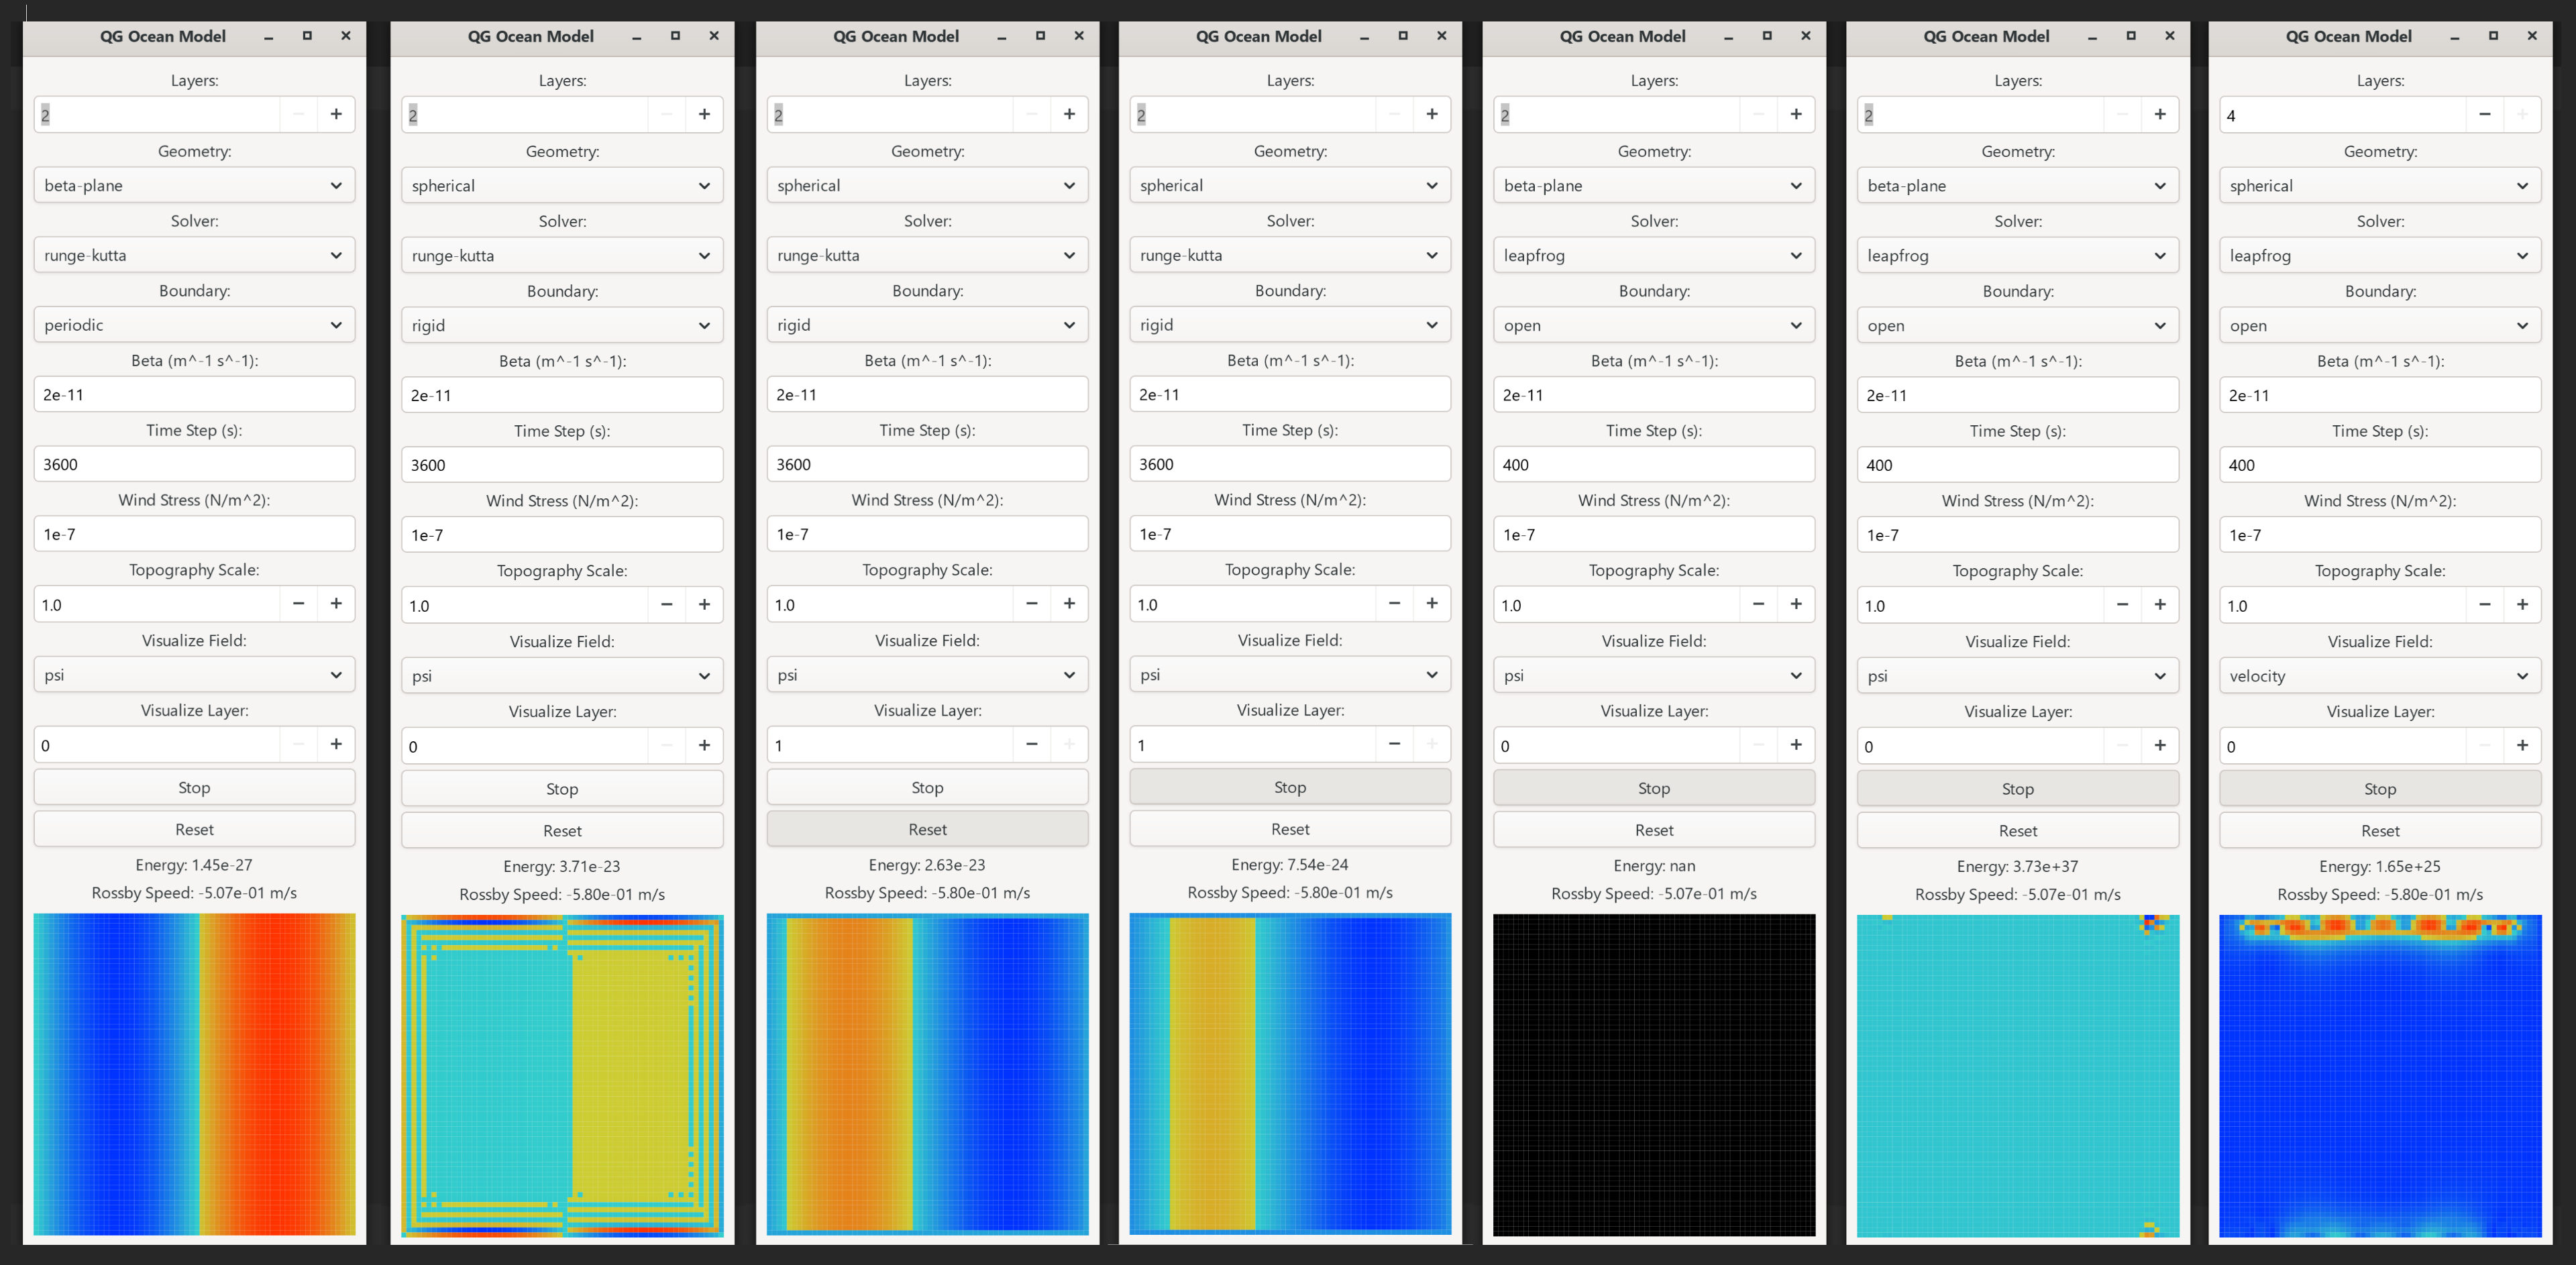 QG Ocean Model
Layers:
2
Geometry:
beta-plane
Solver:
runge-kutta
Boundary:
periodic
Beta (m^-1 s^-1):
2e-11
Time Step (s):
3600
Wind Stress (N/m^2):
1e-7
Topography Scale:
1.0
Visualize Field:
psi
Visualize Layer:
0
Stop
Reset
Energy: 1.45e-27
Rossby Speed: -5.07e-01 m/s
QG Ocean Model
Layers:
2
Geometry:
spherical
Solver:
runge-kutta
Boundary:
rigid
Beta (m^-1 s^-1):
2e-11
Time Step (s):
3600
Wind Stress (N/m^2):
1e-7
Topography Scale:
1.0
Visualize Field:
psi
Visualize Layer:
0
Stop
Reset
Energy: 3.71e-23
Rossby Speed: -5.80e-01 m/s
QG Ocean Model
Layers:
2
Geometry:
spherical
Solver:
runge-kutta
Boundary:
rigid
Beta (m^-1 s^-1):
2e-11
Time Step (s):
3600
Wind Stress (N/m^2):
1e-7
Topography Scale:
1.0
Visualize Field:
psi
Visualize Layer:
1
Stop
Reset
Energy: 2.63e-23
Rossby Speed: -5.80e-01 m/s
QG Ocean Model
Layers:
2
Geometry:
spherical
Solver:
runge-kutta
Boundary:
rigid
Beta (m^-1 s^-1):
2e-11
Time Step (s):
3600
Wind Stress (N/m^2):
1e-7
Topography Scale:
1.0
Visualize Field:
psi
Visualize Layer:
1
Stop
Reset
Energy: 7.54e-24
Rossby Speed: -5.80e-01 m/s
QG Ocean Model
Layers:
2
Geometry:
beta-plane
Solver:
leapfrog
Boundary:
open
Beta (m^-1 s^-1):
2e-11
Time Step (s):
400
Wind Stress (N/m^2):
1e-7
Topography Scale:
1.0
Visualize Field:
psi
Visualize Layer:
0
Stop
Reset
Energy: nan
Rossby Speed: -5.07e-01 m/s
QG Ocean Model
Layers:
2
Geometry:
beta-plane
Solver:
leapfrog
Boundary:
open
Beta (m^-1 s^-1):
2e-11
Time Step (s):
400
Wind Stress (N/m^2):
1e-7
Topography Scale:
1.0
Visualize Field:
psi
Visualize Layer:
0
Stop
Reset
Energy: 3.73e+37
Rossby Speed: -5.07e-01 m/s
QG Ocean Model
Layers:
4
Geometry:
spherical
Solver:
leapfrog
Boundary:
open
Beta (m^-1 s^-1):
2e-11
Time Step (s):
400
Wind Stress (N/m^2):
1e-7
Topography Scale:
1.0
Visualize Field:
velocity
Visualize Layer:
0
Stop
Reset
Energy: 1.65e+25
Rossby Speed: -5.80e-01 m/s